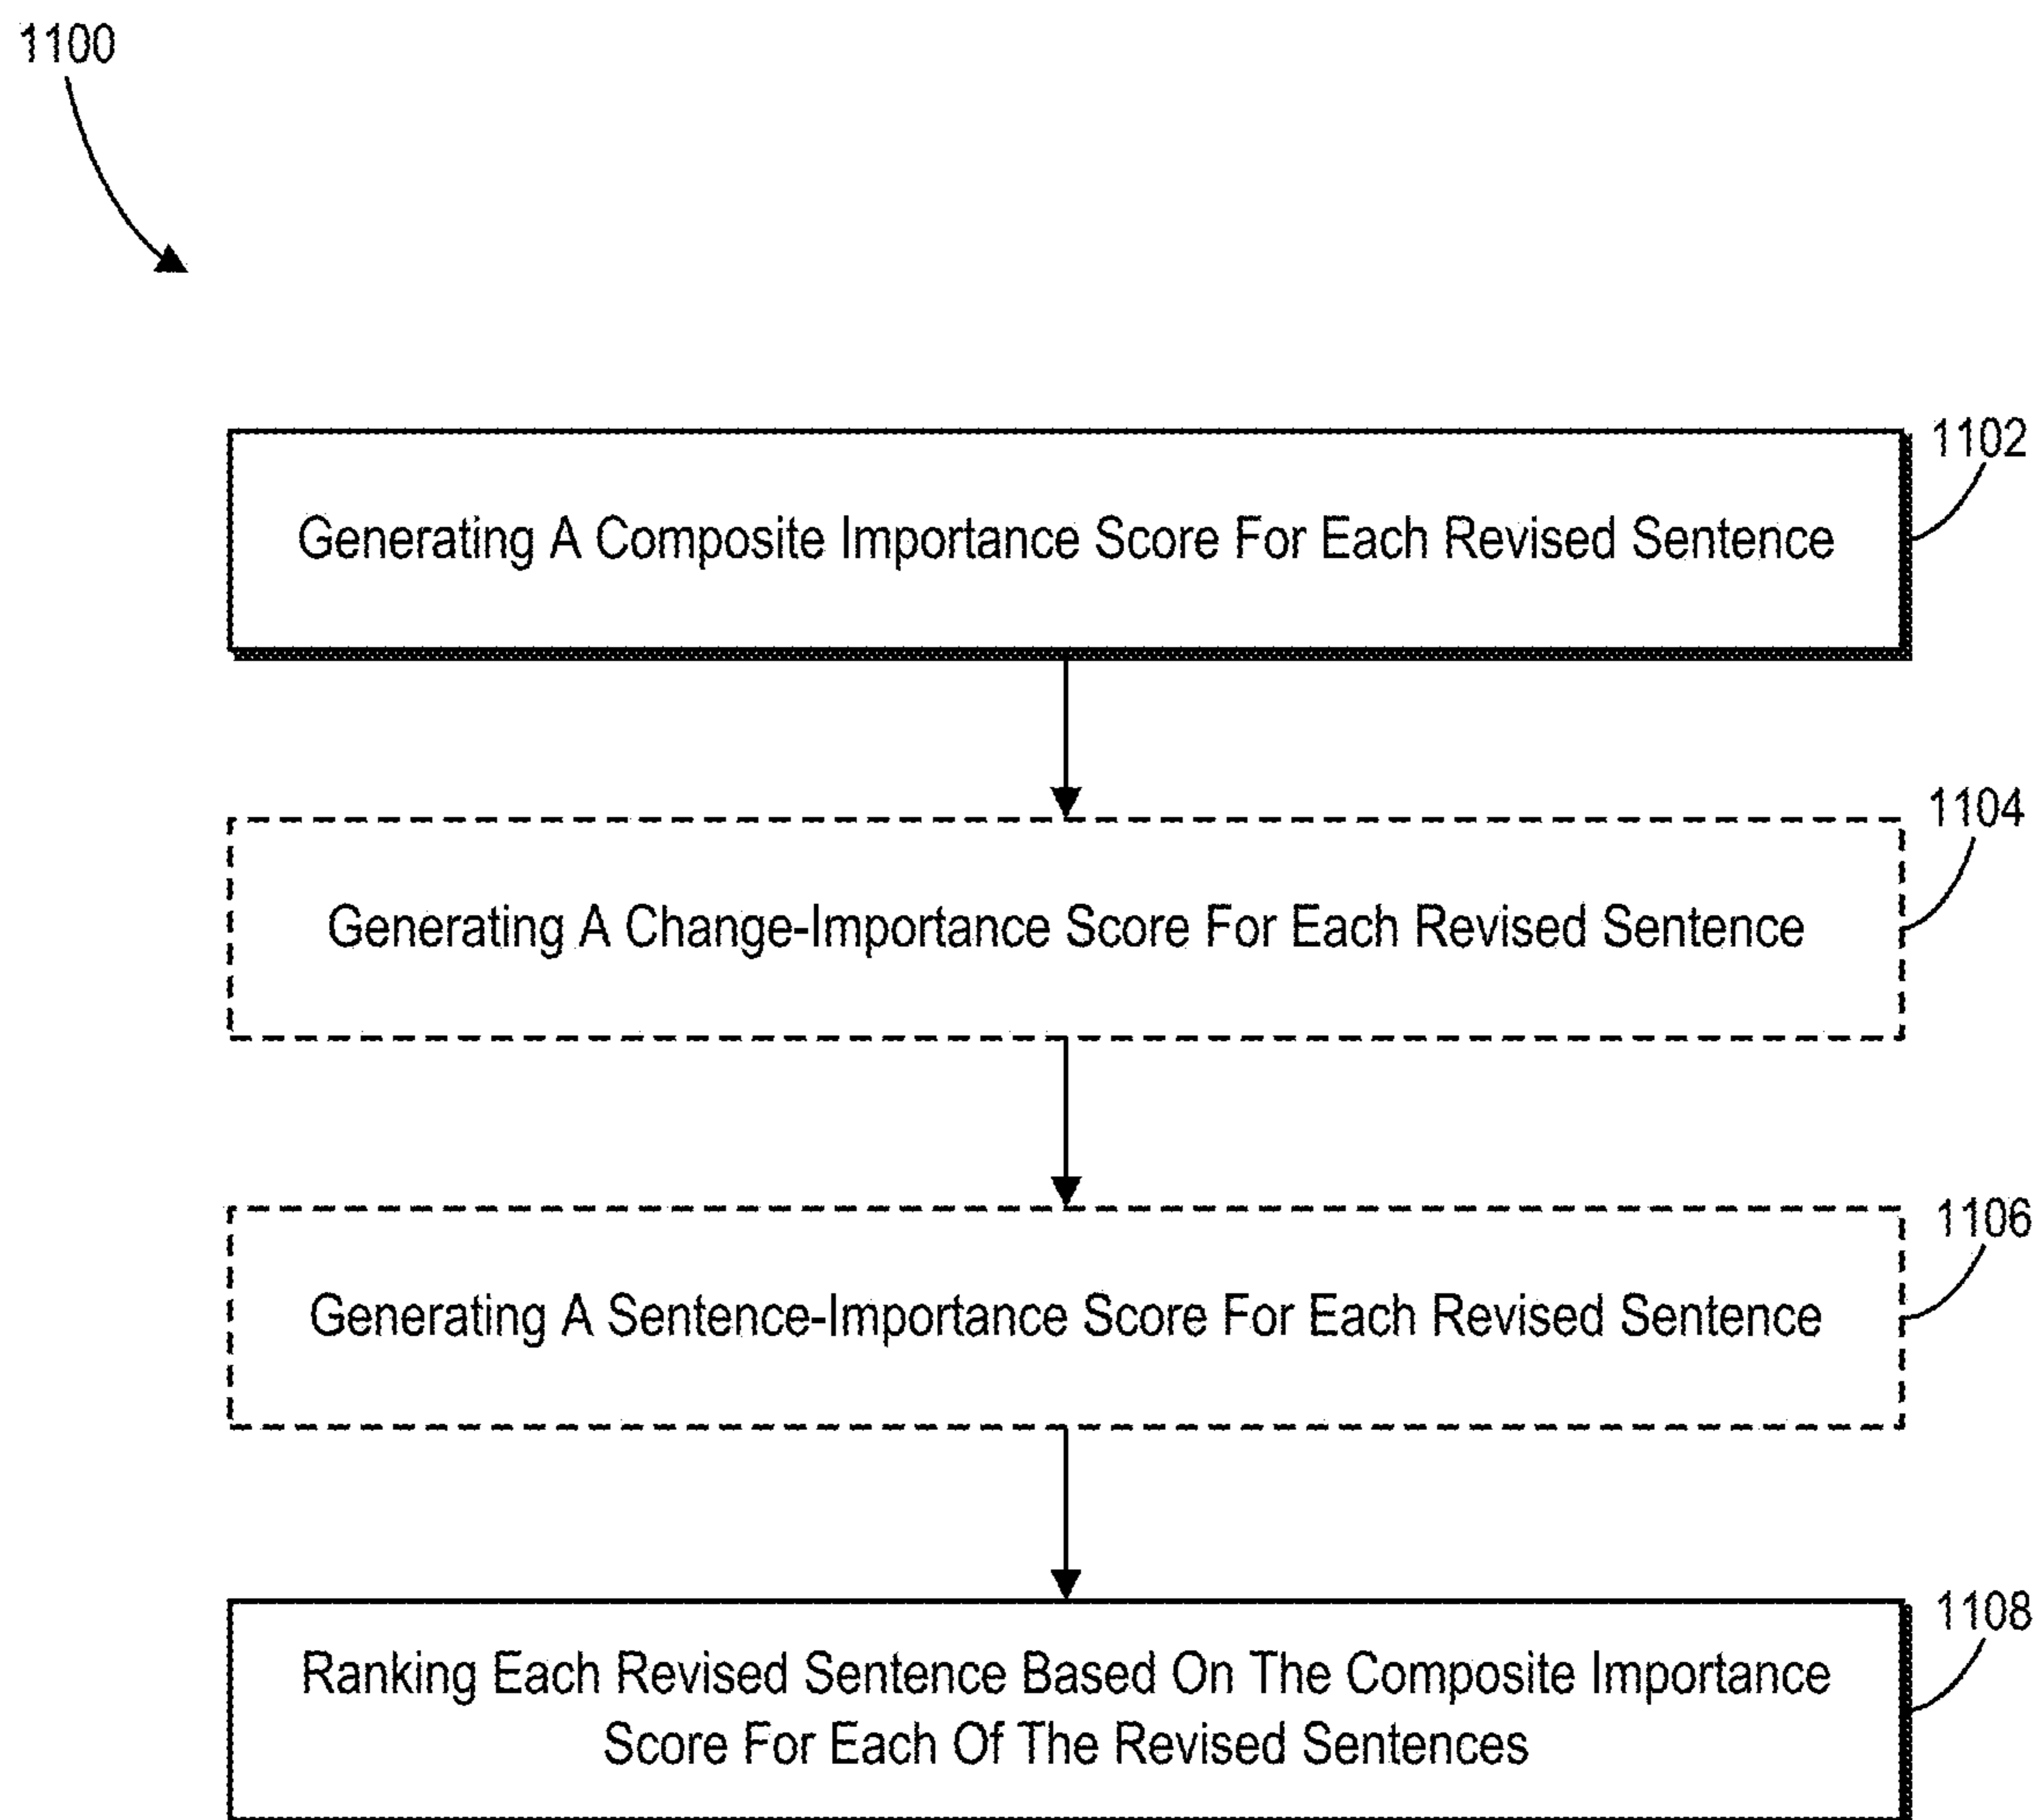 1100
1102
Generating A Composite Importance Score For Each Revised Sentence
1104
Generating A Change-Importance Score For Each Revised Sentence
1106
Generating A Sentence-Importance Score For Each Revised Sentence
1108
Ranking Each Revised Sentence Based On The Composite Importance
Score For Each Of The Revised Sentences